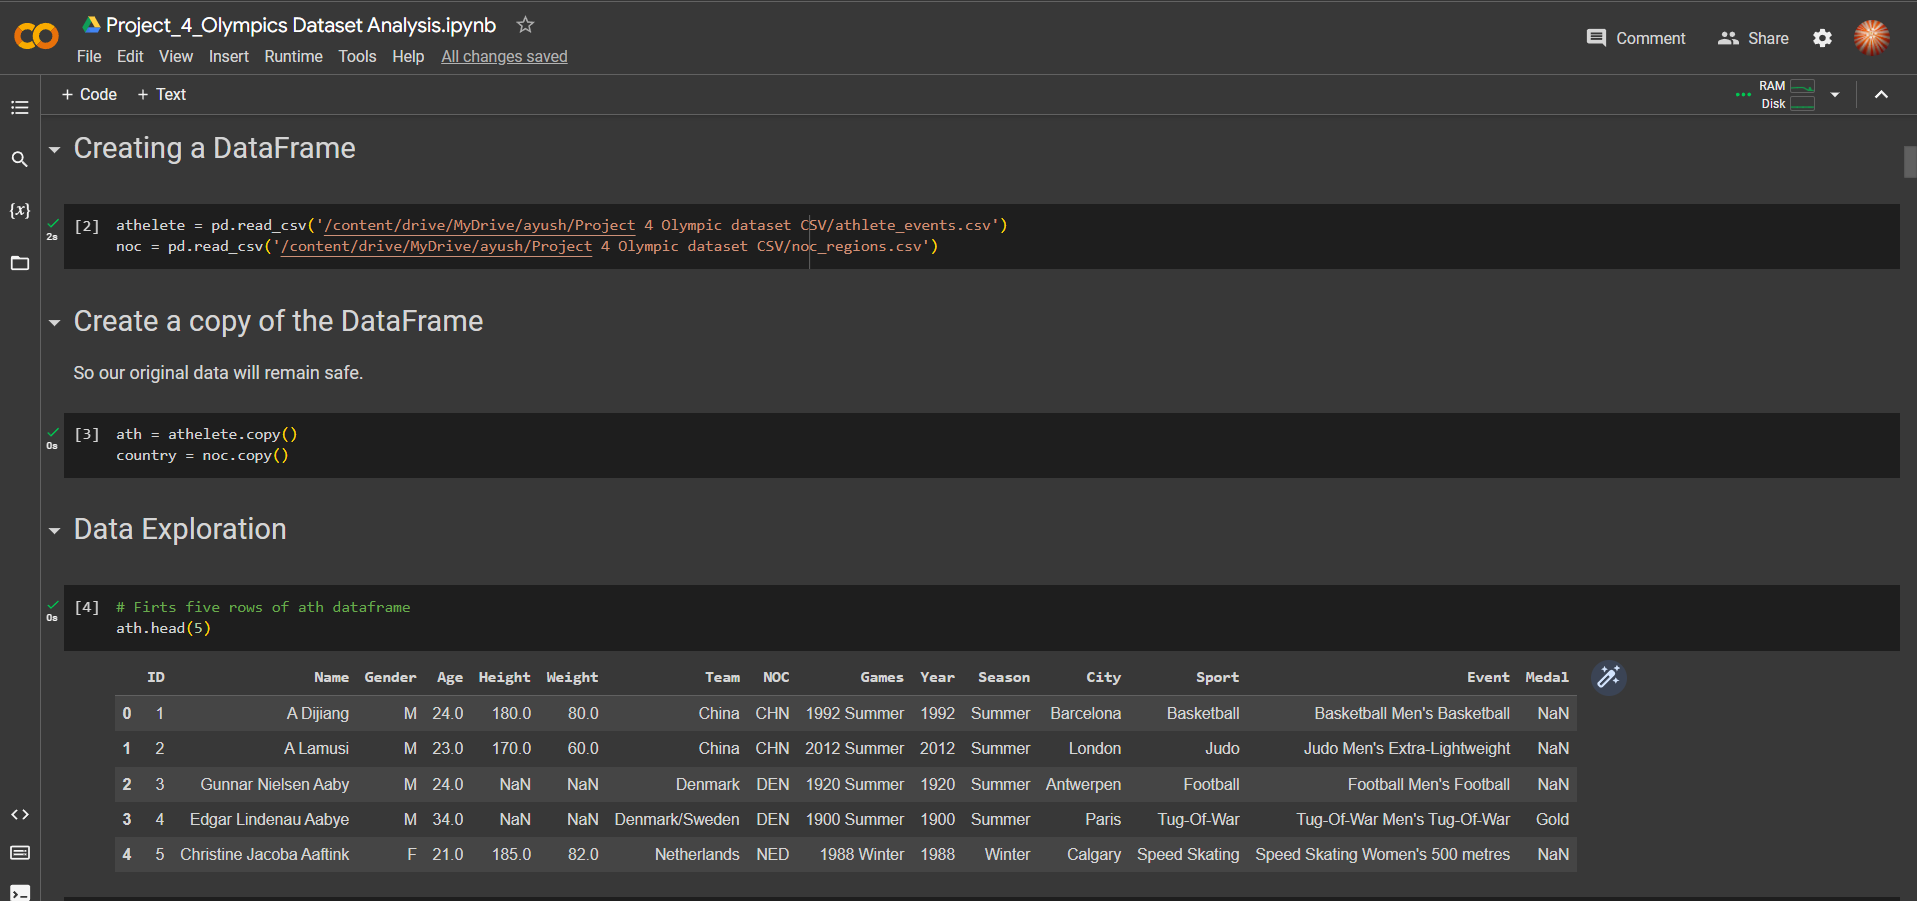 Project_4_Olympics Dataset Analysis.ipynb
File Edit View Insert Runtime Tools Help All changes saved
Comment Share
+ Code + Text
RAM
Disk
Creating a DataFrame
{x}
2s
[2] athelete = pd.read_csv('/content/drive/MyDrive/ayush/Project 4 Olympic dataset CSV/athlete_events.csv')
noc = pd.read_csv('/content/drive/MyDrive/ayush/Project 4 Olympic dataset CSV/noc_regions.csv')
Create a copy of the DataFrame
So our original data will remain safe.
0s
[3] ath = athelete.copy()
country = noc.copy()
Data Exploration
0s
[4] # Firts five rows of ath dataframe
ath.head(5)
ID Name Gender Age Height Weight Team NOC Games Year Season City Sport Event Medal
0 1 A Dijiang M 24.0 180.0 80.0 China CHN 1992 Summer 1992 Summer Barcelona Basketball Basketball Men's Basketball NaN
1 2 A Lamusi M 23.0 170.0 60.0 China CHN 2012 Summer 2012 Summer London Judo Judo Men's Extra-Lightweight NaN
2 3 Gunnar Nielsen Aaby M 24.0 NaN NaN Denmark DEN 1920 Summer 1920 Summer Antwerpen Football Football Men's Football NaN
3 4 Edgar Lindenau Aabye M 34.0 NaN NaN Denmark/Sweden DEN 1900 Summer 1900 Summer Paris Tug-Of-War Tug-Of-War Men's Tug-Of-War Gold
4 5 Christine Jacoba Aaftink F 21.0 185.0 82.0 Netherlands NED 1988 Winter 1988 Winter Calgary Speed Skating Speed Skating Women's 500 metres NaN